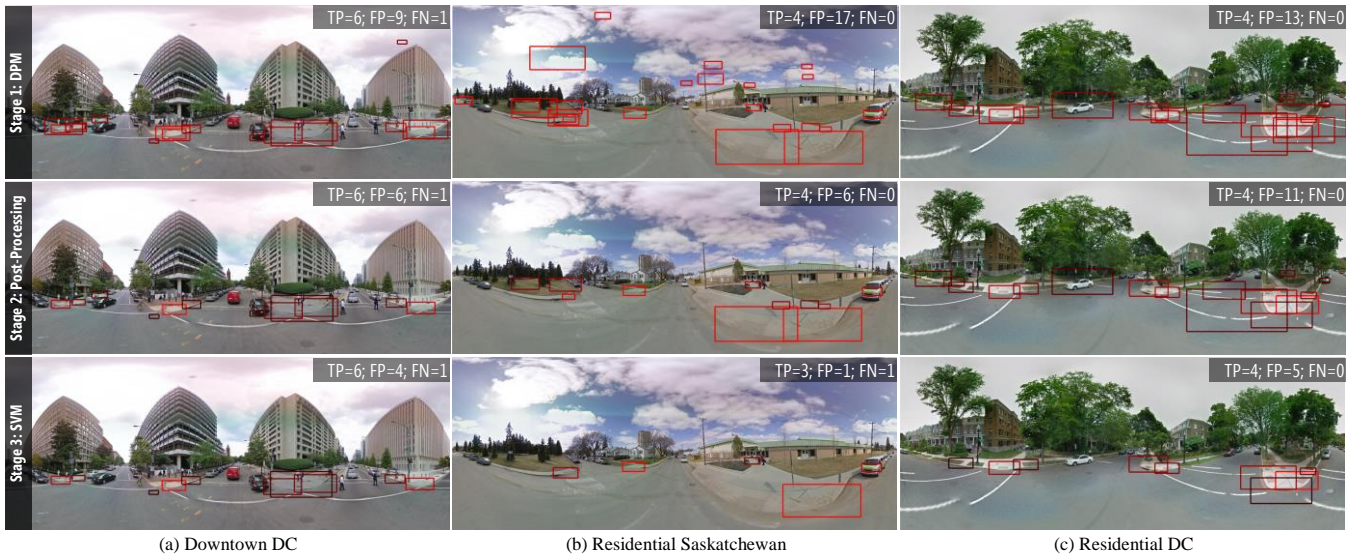 Stage 1: DPM
TP=6; FP=9; FN=1
TP=4; FP=17; FN=0
TP=4; FP=13; FN=0
Stage 2: Post-Processing
TP=6; FP=6; FN=1
TP=4; FP=6; FN=0
TP=4; FP=11; FN=0
Stage 3: SVM
TP=6; FP=4; FN=1
TP=3; FP=1; FN=1
TP=4; FP=5; FN=0
(a) Downtown DC
(b) Residential Saskatchewan
(c) Residential DC